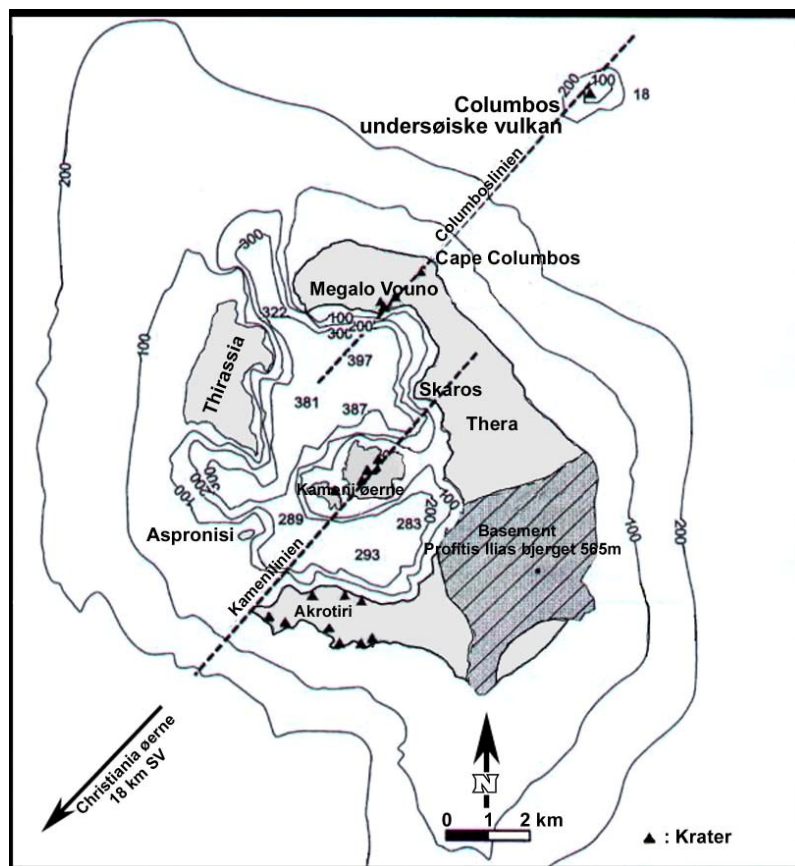 200
100
18
Columbos
undersøiske vulkan
Columboslinien
200
300
Cape Columbos
Megalo Vouno
322
100
200
300
397
100
Thirassia
381
387
Skaros
Thera
100
200
300
Kameni øerne
100
200
289
283
Aspronisi
293
Basement
Profitis Ilias bjerget 565m
100
200
Kamenilinien
Akrotiri
Christiania øerne
18 km SV
N
0 1 2 km
: Krater